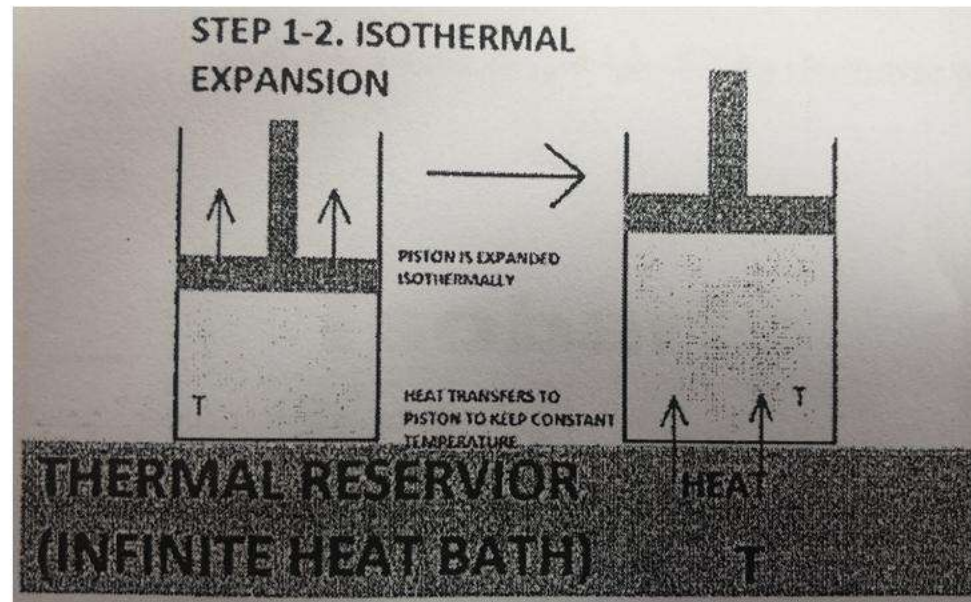 STEP 1-2. ISOTHERMAL
EXPANSION
PISTON IS EXPANDED
ISOTHERMALLY
T
HEAT TRANSFERS TO
PISTON TO KEEP CONSTANT
TEMPERATURE
T
THERMAL RESERVIOR
HEAT
(INFINITE HEAT BATH)
T